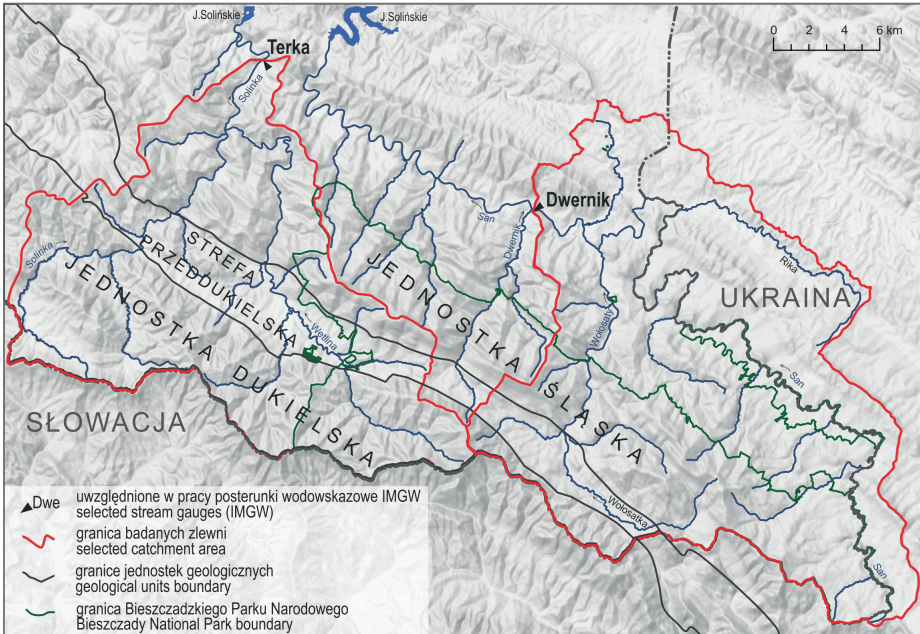 J.Solińskie
J.Solińskie
0 2 4 6 km
Terka
Solinka
Dwernik
San
Dwernik
Rika
Solinka
STREFA
PRZEDDUKIELSKA
JEDNOSTKA DUKIELSKA
JEDNOSTKA ŚLĄSKA
Wetlina
Wołosaty
UKRAINA
San
SŁOWACJA
Wołosatka
San
Dwe uwzględnione w pracy posterunki wodowskazowe IMGW
selected stream gauges (IMGW)
granica badanych zlewni
selected catchment area
granice jednostek geologicznych
geological units boundary
granica Bieszczadzkiego Parku Narodowego
Bieszczady National Park boundary